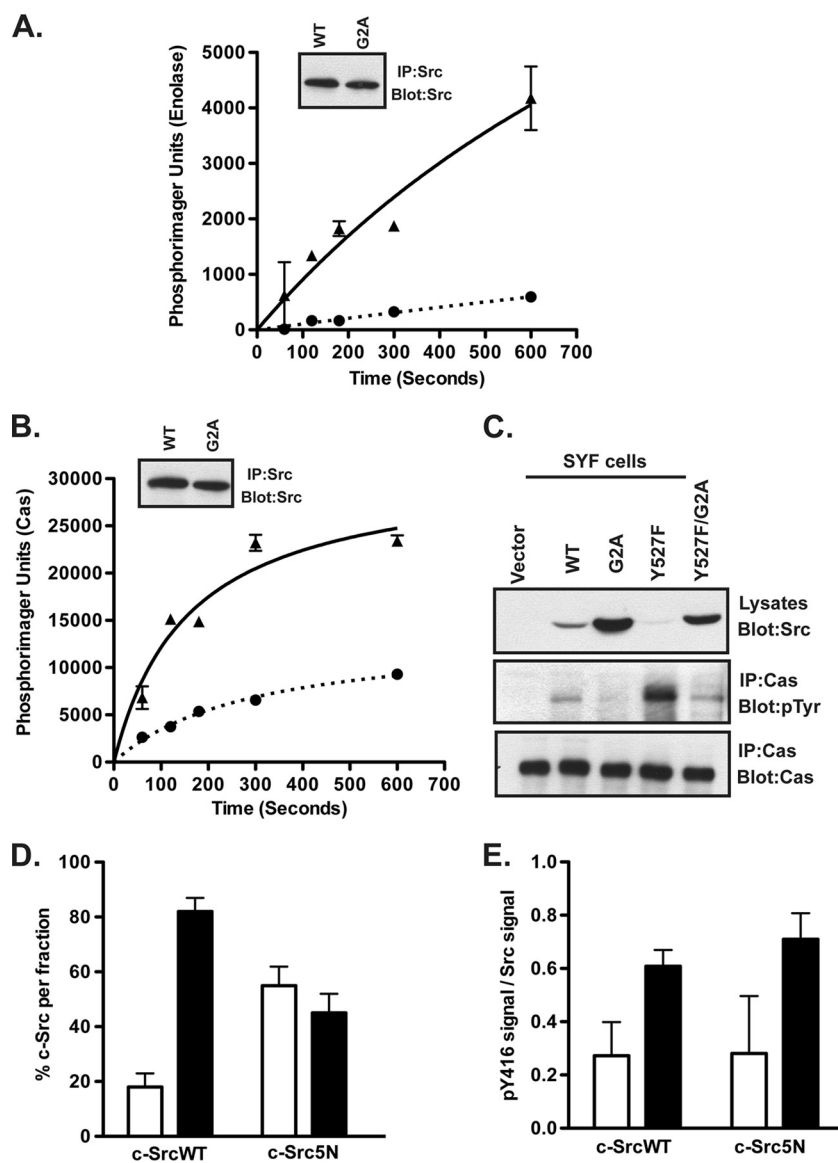 A.
WT
G2A
IP:Src
Blot:Src
Phosphorimager Units (Enolase)
5000
4000
3000
2000
1000
0
0 100 200 300 400 500 600 700
Time (Seconds)
B.
WT
G2A
IP:Src
Blot:Src
Phosphorimager Units (Cas)
30000
25000
20000
15000
10000
5000
0
0 100 200 300 400 500 600 700
Time (Seconds)
C.
SYF cells
Vector
WT
G2A
Y527F
Y527F/G2A
Lysates
Blot:Src
IP:Cas
Blot:pTyr
IP:Cas
Blot:Cas
D.
% c-Src per fraction
100
80
60
40
20
0
c-SrcWT c-Src5N
E.
pY416 signal / Src signal
1.0
0.8
0.6
0.4
0.2
0.0
c-SrcWT c-Src5N